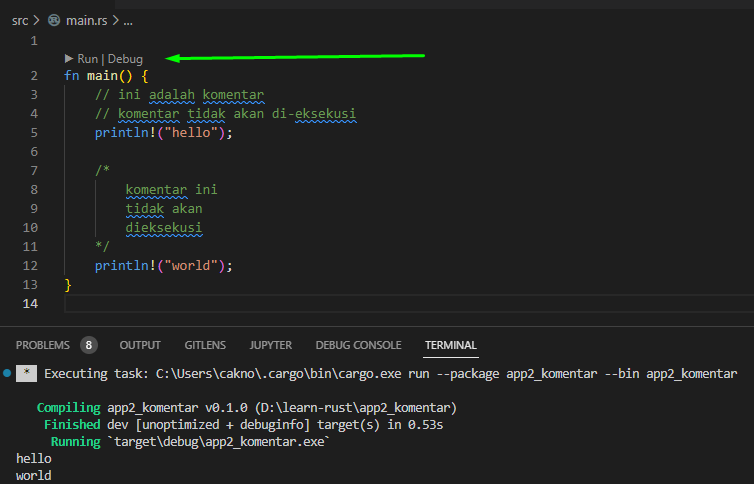 src > main.rs > ...
1
▶ Run | Debug
2 fn main() {
3     // ini adalah komentar
4     // komentar tidak akan di-eksekusi
5     println!("hello");
6
7     /*
8         komentar ini
9         tidak akan
10         dieksekusi
11     */
12     println!("world");
13 }
14
PROBLEMS 8 OUTPUT GITLENS JUPYTER DEBUG CONSOLE TERMINAL
* Executing task: C:\Users\cakno\.cargo\bin\cargo.exe run --package app2_komentar --bin app2_komentar
Compiling app2_komentar v0.1.0 (D:\learn-rust\app2_komentar)
Finished dev [unoptimized + debuginfo] target(s) in 0.53s
Running `target\debug\app2_komentar.exe`
hello
world